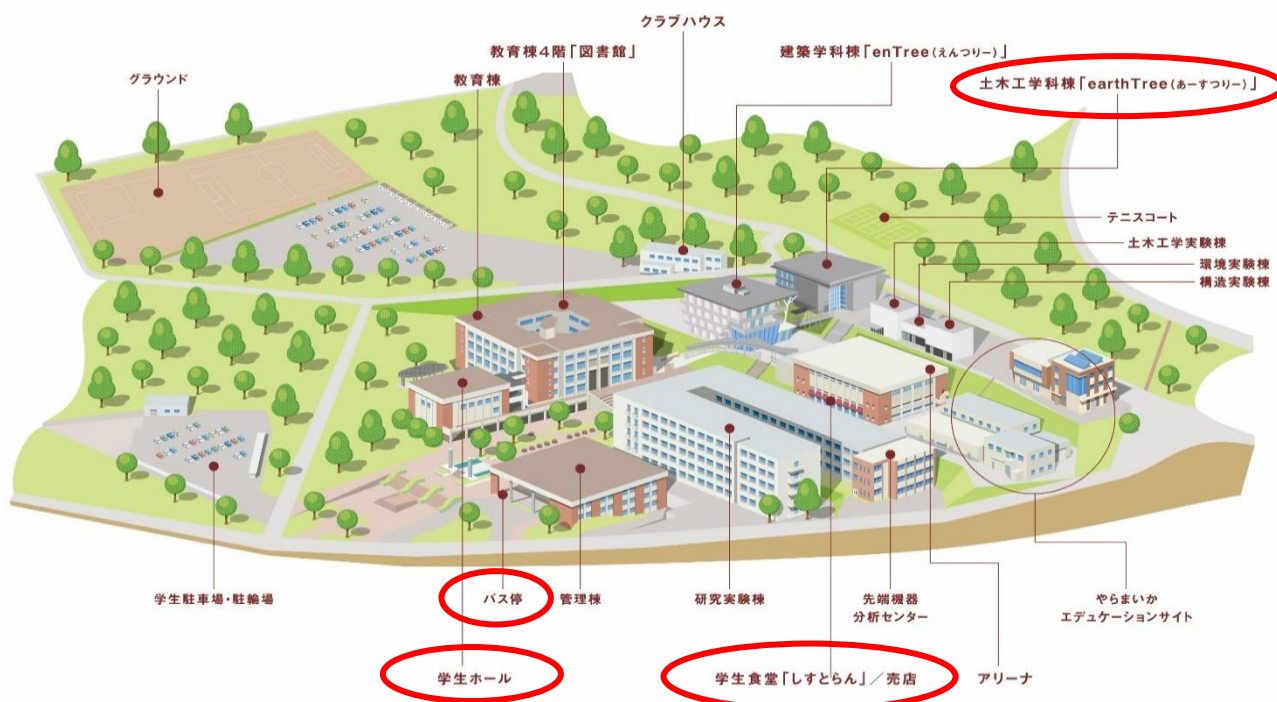 クラブハウス
教育棟4階「図書館」
建築学科棟「enTree（えんつりー）」
グラウンド
教育棟
土木工学科棟「earthTree（あーすつりー）」
テニスコート
土木工学実験棟
環境実験棟
構造実験棟
学生駐車場・駐輪場
バス停
管理棟
研究実験棟
先端機器
分析センター
やらまいか
エデュケーションサイト
学生ホール
学生食堂「しすとらん」／売店
アリーナ